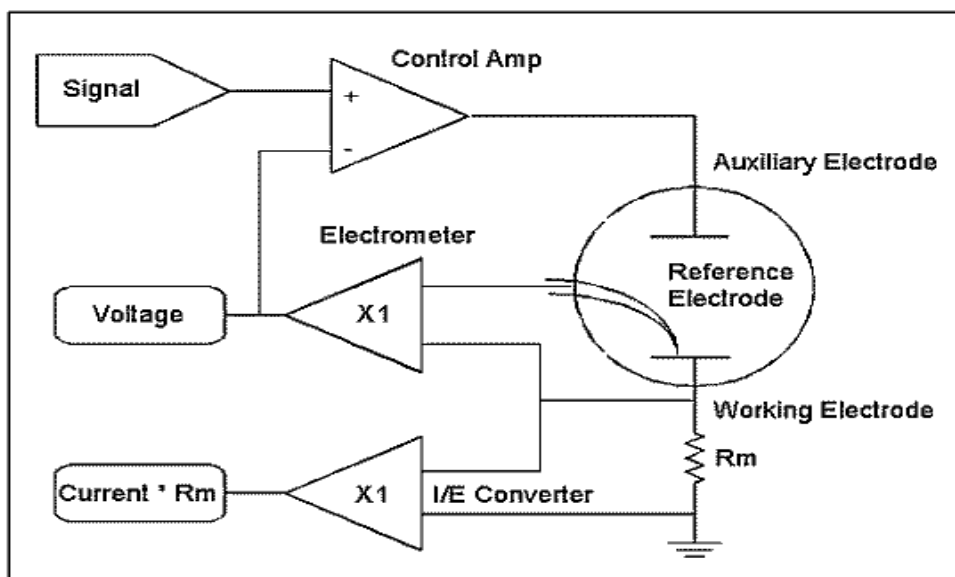 Control Amp
Signal
+
-
Auxiliary Electrode
Electrometer
Reference
Electrode
Voltage
X1
Working Electrode
Rm
Current * Rm
X1
I/E Converter